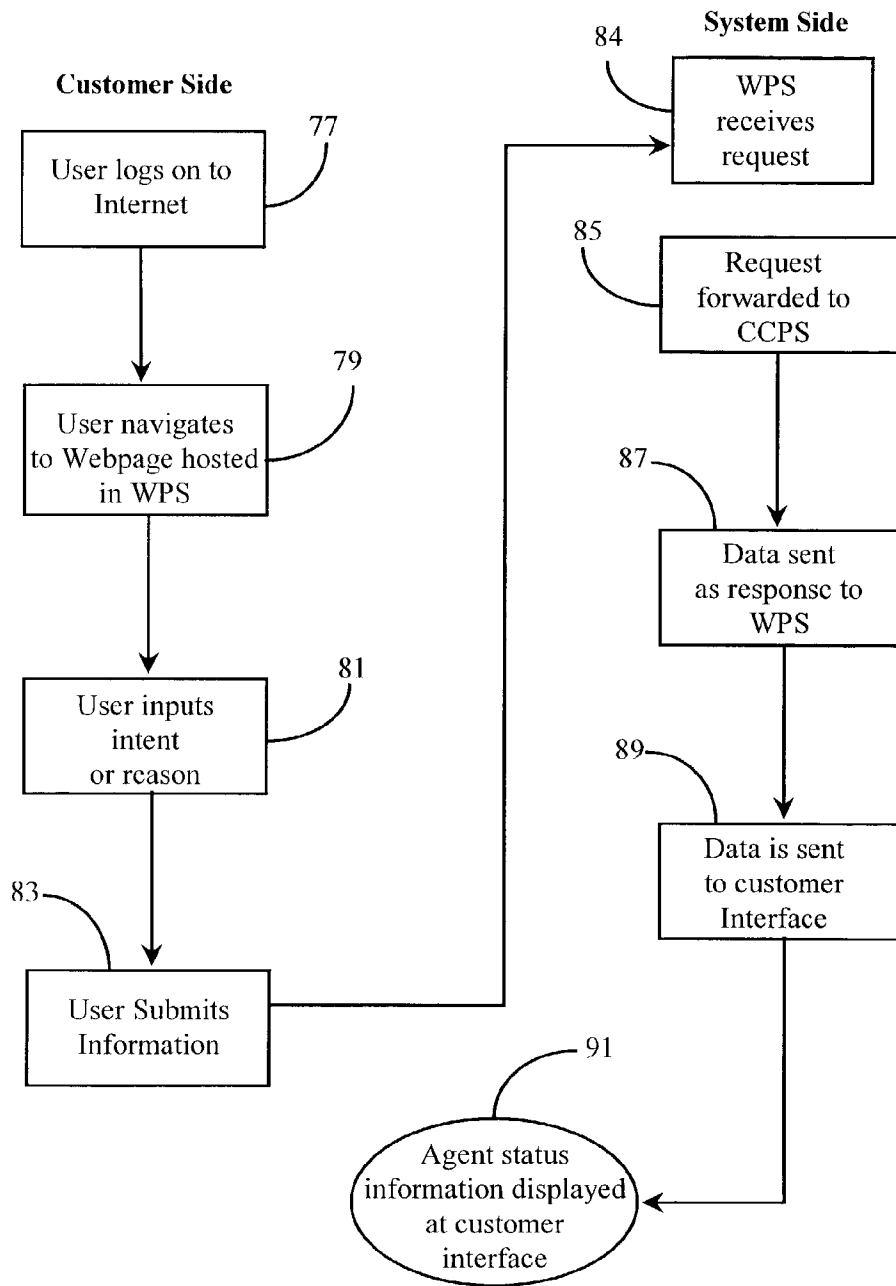 Customer Side
77
User logs on to
Internet
79
User navigates
to Webpage hosted
in WPS
81
User inputs
intent
or reason
83
User Submits
Information
System Side
84
WPS
receives
request
85
Request
forwarded to
CCPS
87
Data sent
as response to
WPS
89
Data is sent
to customer
Interface
91
Agent status
information displayed
at customer
interface